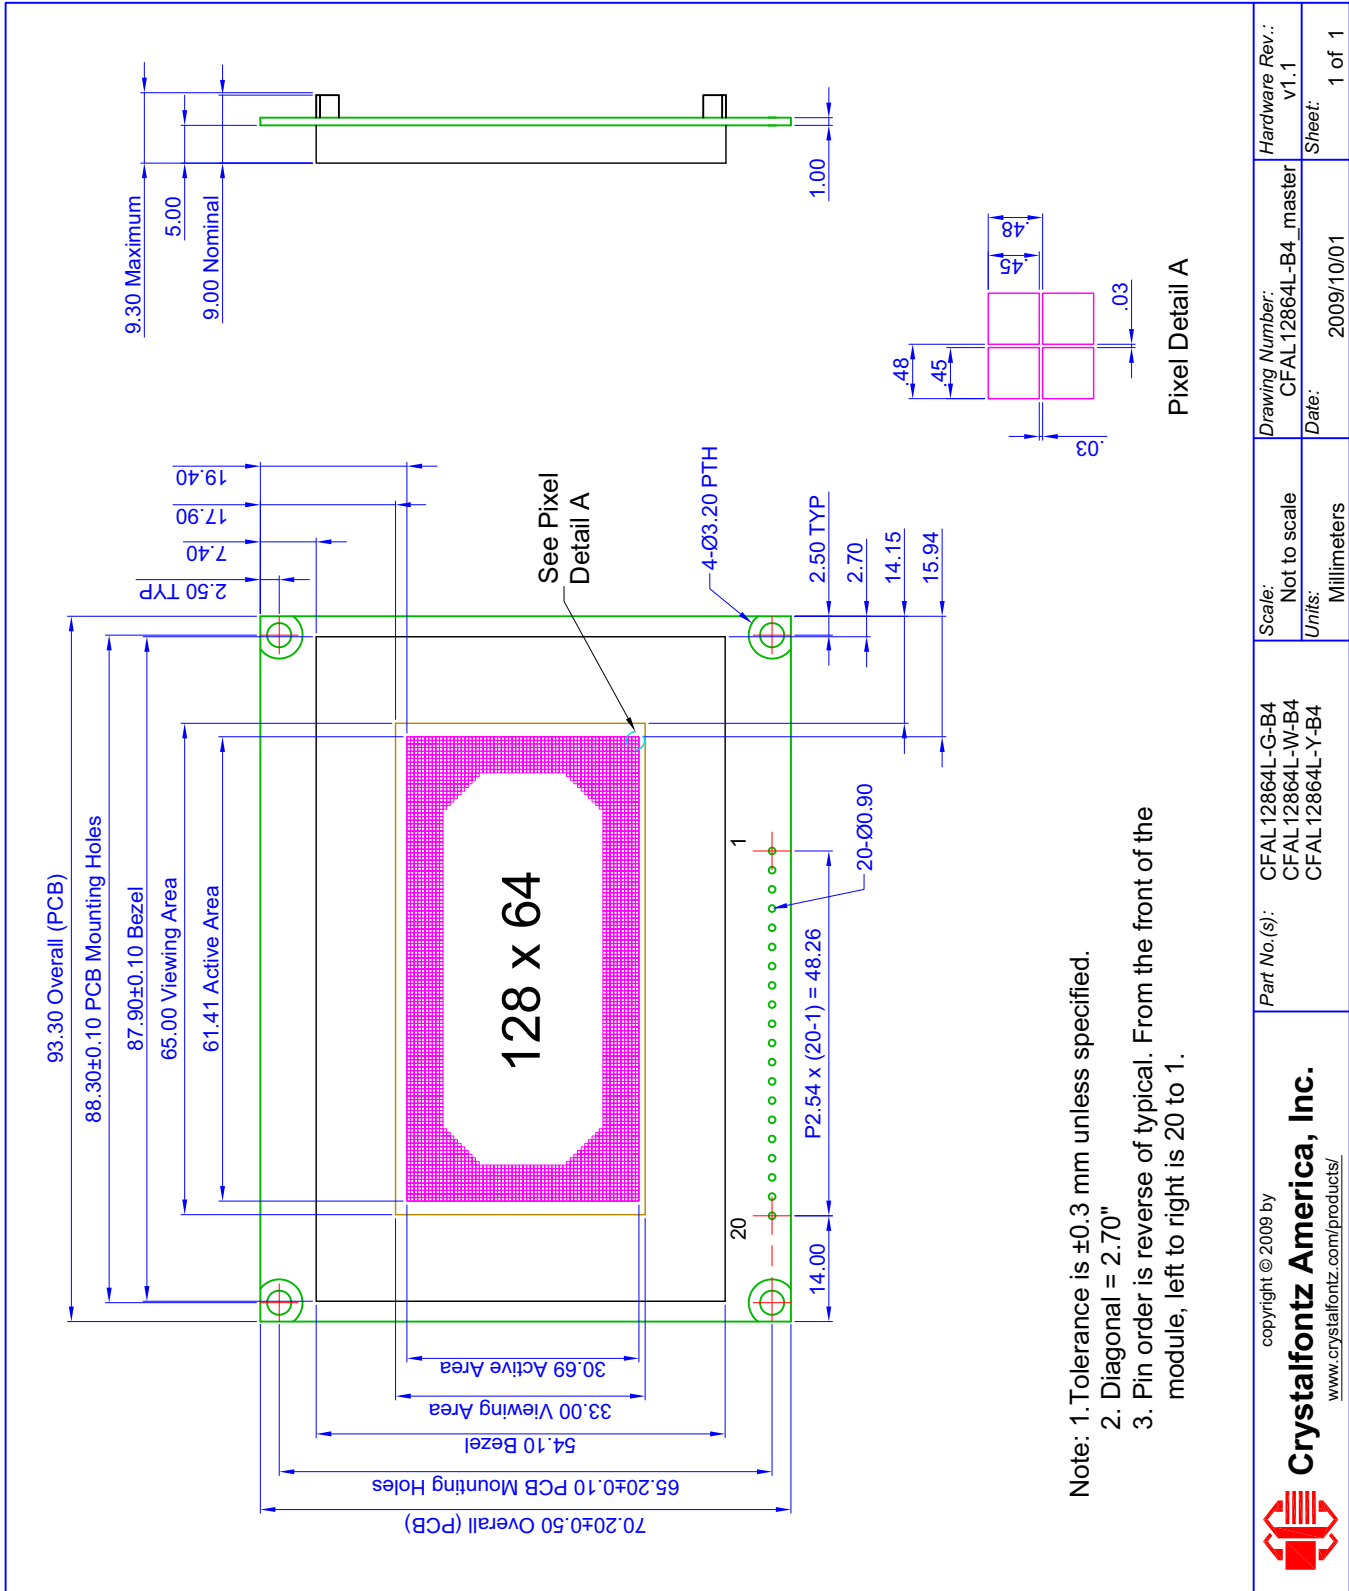 93.30 Overall (PCB)
88.30±0.10 PCB Mounting Holes
87.90±0.10 Bezel
65.00 Viewing Area
61.41 Active Area
70.20±0.50 Overall (PCB)
65.20±0.10 PCB Mounting Holes
54.10 Bezel
33.00 Viewing Area
30.69 Active Area
2.50 TYP
7.40
17.90
19.40
128 x 64
See Pixel
Detail A
4-Ø3.20 PTH
2.50 TYP
2.70
14.15
15.94
20
1
14.00
P2.54 x (20-1) = 48.26
20-Ø0.90
9.30 Maximum
5.00
9.00 Nominal
1.00
.48
.45
.03
.45
.48
.03
Pixel Detail A
Note: 1. Tolerance is ±0.3 mm unless specified.
2. Diagonal = 2.70"
3. Pin order is reverse of typical. From the front of the
module, left to right is 20 to 1.
copyright © 2009 by
Crystalfontz America, Inc.
www.crystalfontz.com/products/
Part No.(s):
CFAL12864L-G-B4
CFAL12864L-W-B4
CFAL12864L-Y-B4
Scale:
Not to scale
Units:
Millimeters
Drawing Number:
CFAL12864L-B4_master
Date:
2009/10/01
Hardware Rev.:
v1.1
Sheet:
1 of 1